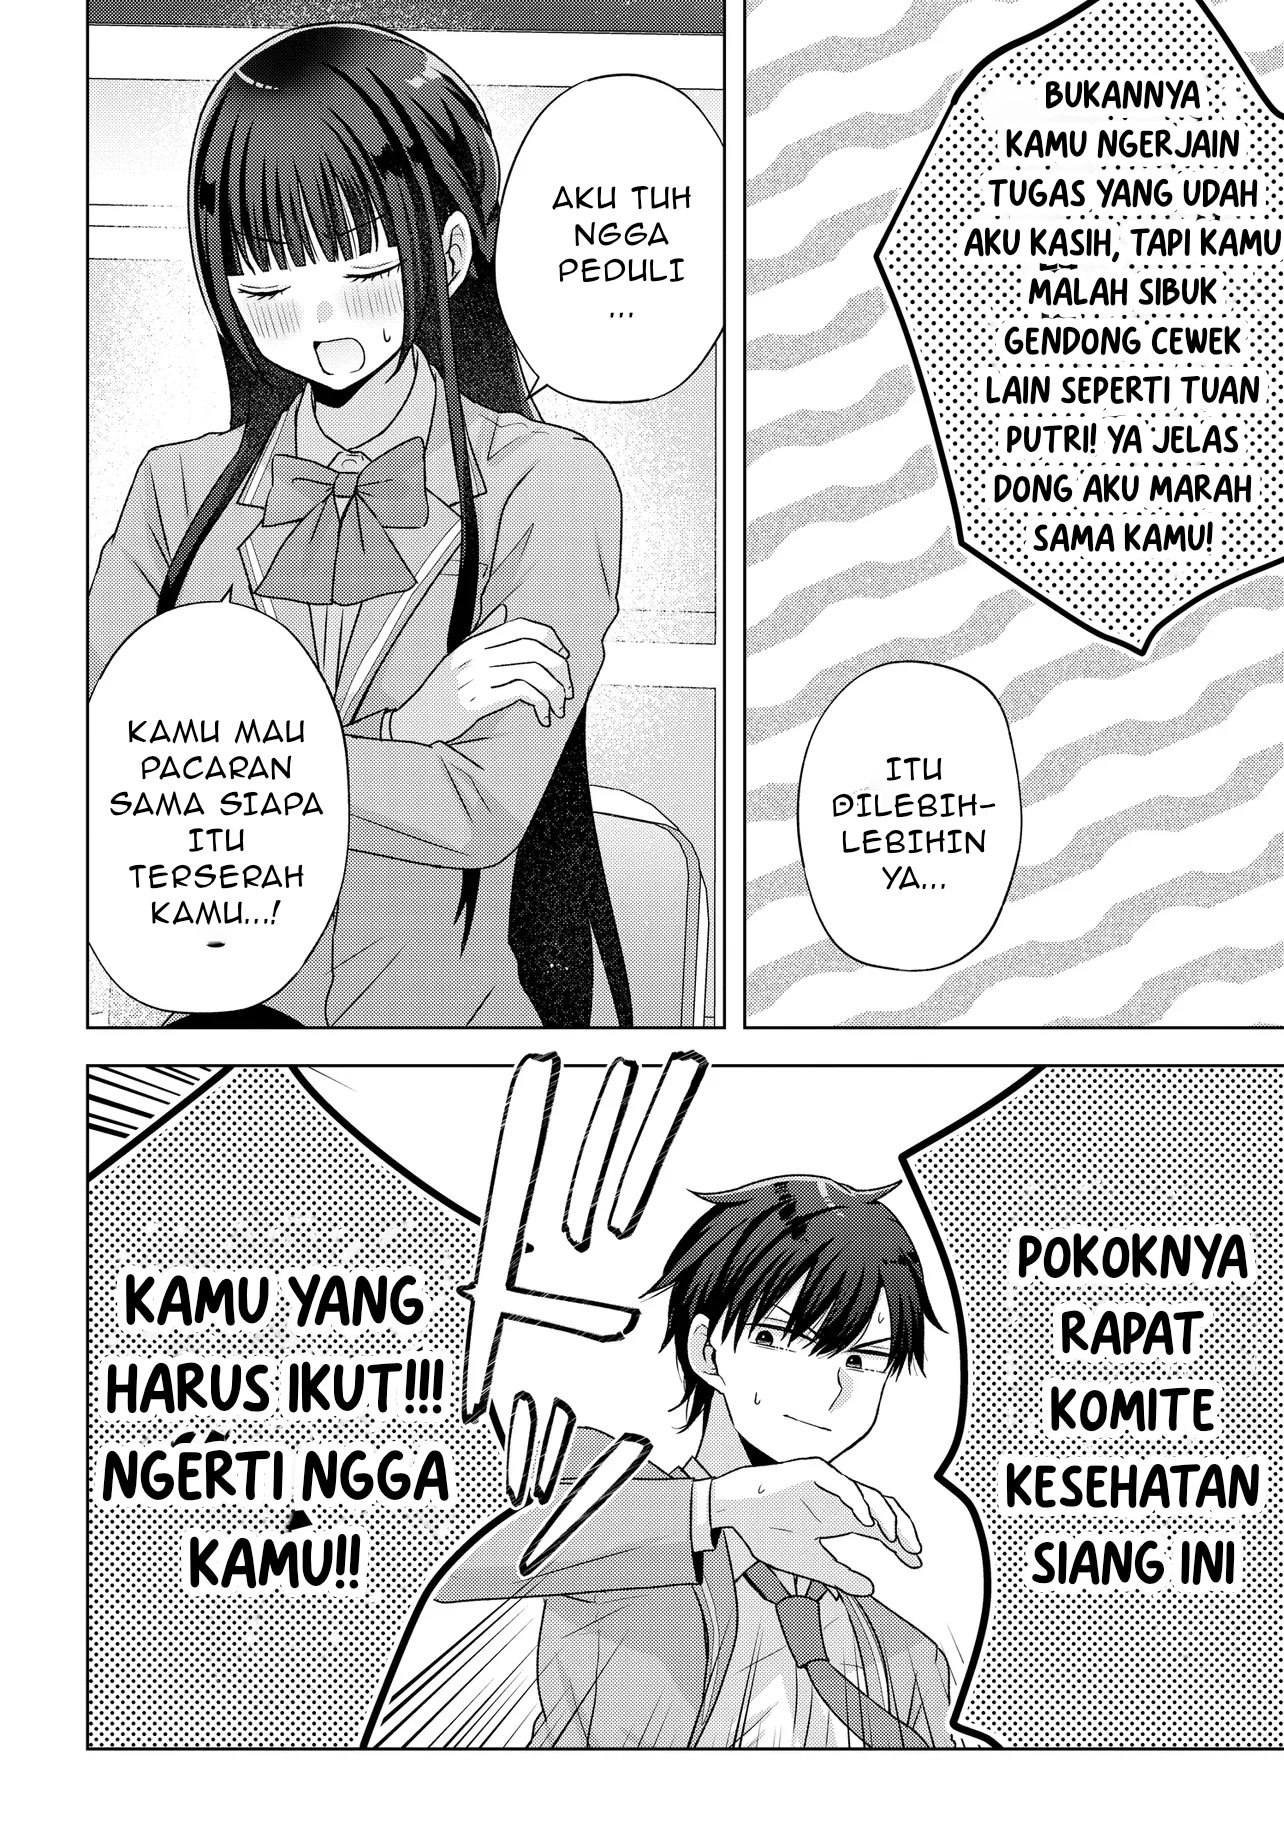 BUKANNYA
KAMU NGERJAIN
TUGAS YANG UDAH
AKU KASIH, TAPI KAMU
MALAH SIBUK
GENDONG CEWEK
LAIN SEPERTI TUAN
PUTRI! YA JELAS
DONG AKU MARAH
SAMA KAMU!
ITU
DILEBIH-
LEBIHIN
YA...
AKU TUH
NGGA
PEDULI
...
KAMU MAU
PACARAN
SAMA SIAPA
ITU
TERSERAH
KAMU...!
POKOKNYA
RAPAT
KOMITE
KESEHATAN
SIANG INI
ドン
KAMU YANG
HARUS IKUT!!!
NGERTI NGGA
KAMU!!